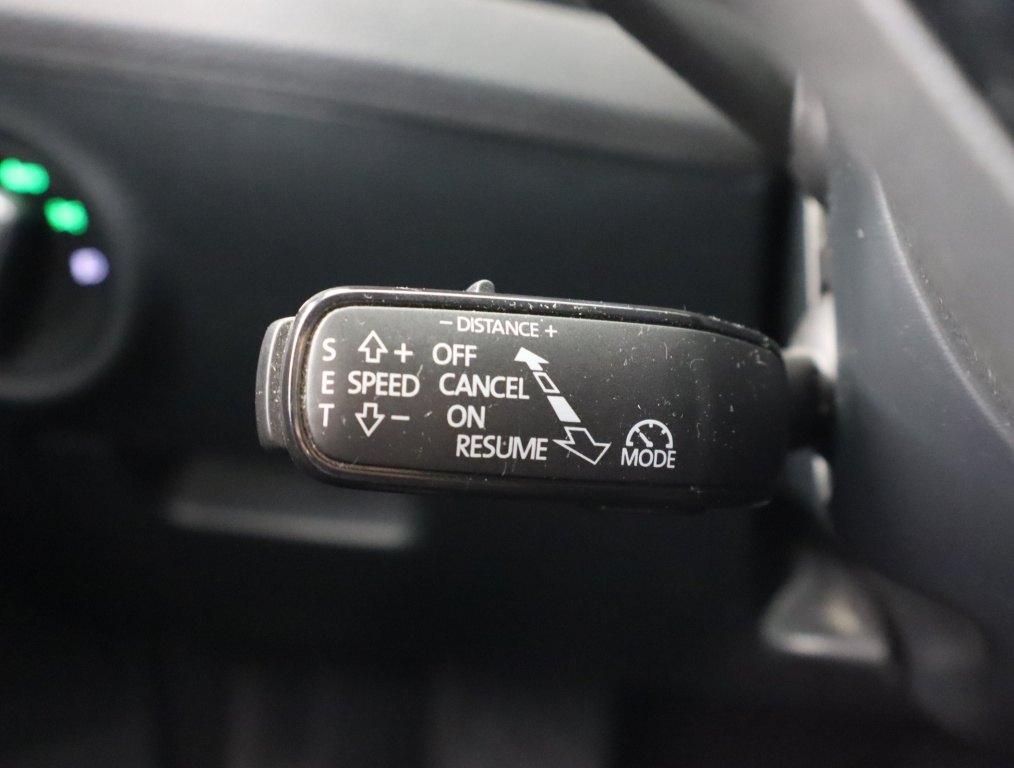 - DISTANCE +
S + OFF
E SPEED CANCEL
T - ON
RESUME
MODE